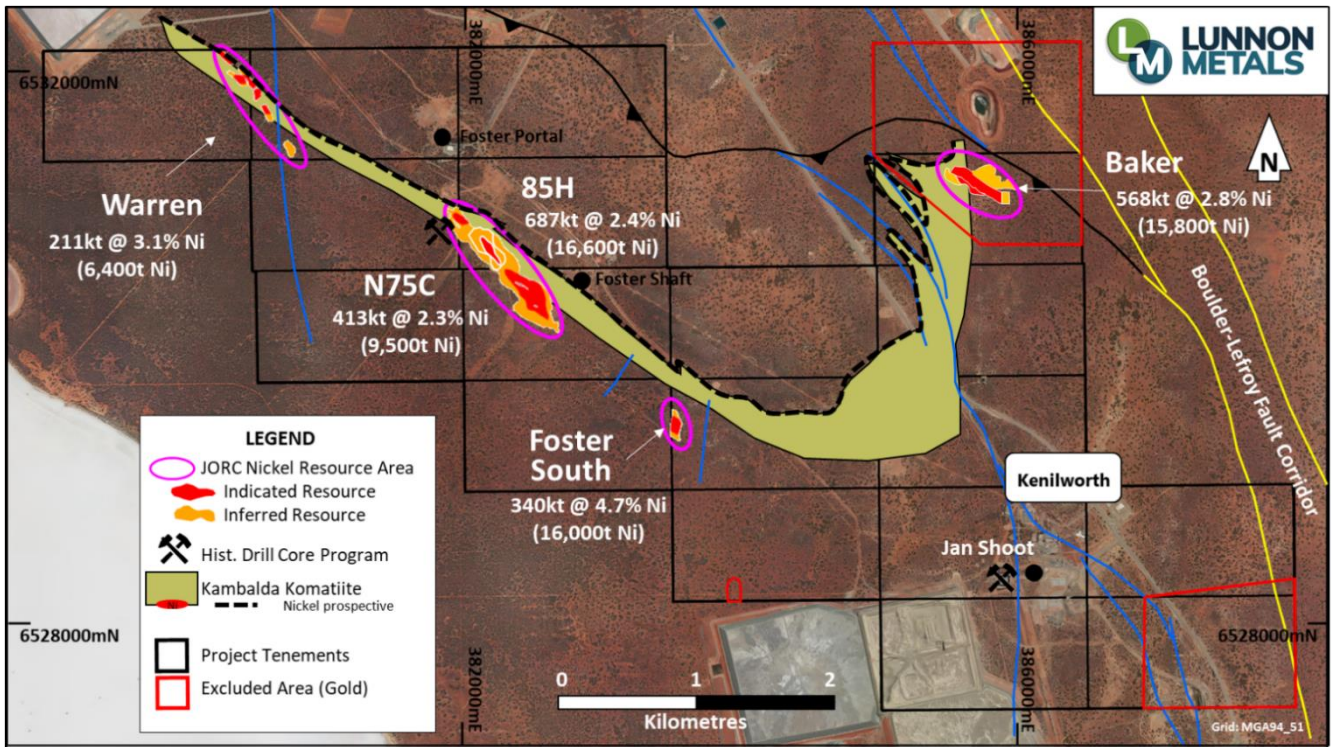 LM LUNNON
METALS
6532000mN
382000mE
386000mE
Foster Portal
N
Warren
211kt @ 3.1% Ni
(6,400t Ni)
85H
687kt @ 2.4% Ni
(16,600t Ni)
Baker
568kt @ 2.8% Ni
(15,800t Ni)
Foster Shaft
N75C
413kt @ 2.3% Ni
(9,500t Ni)
Boulder-Lefroy Fault Corridor
Foster
South
340kt @ 4.7% Ni
(16,000t Ni)
Kenilworth
Jan Shoot
LEGEND
JORC Nickel Resource Area
Indicated Resource
Inferred Resource
Hist. Drill Core Program
Kambalda Komatiite
Ni
Nickel prospective
Project Tenements
Excluded Area (Gold)
6528000mN
6528000mN
382000mE
386000mE
0 1 2
Kilometres
Grid: MGA94_51